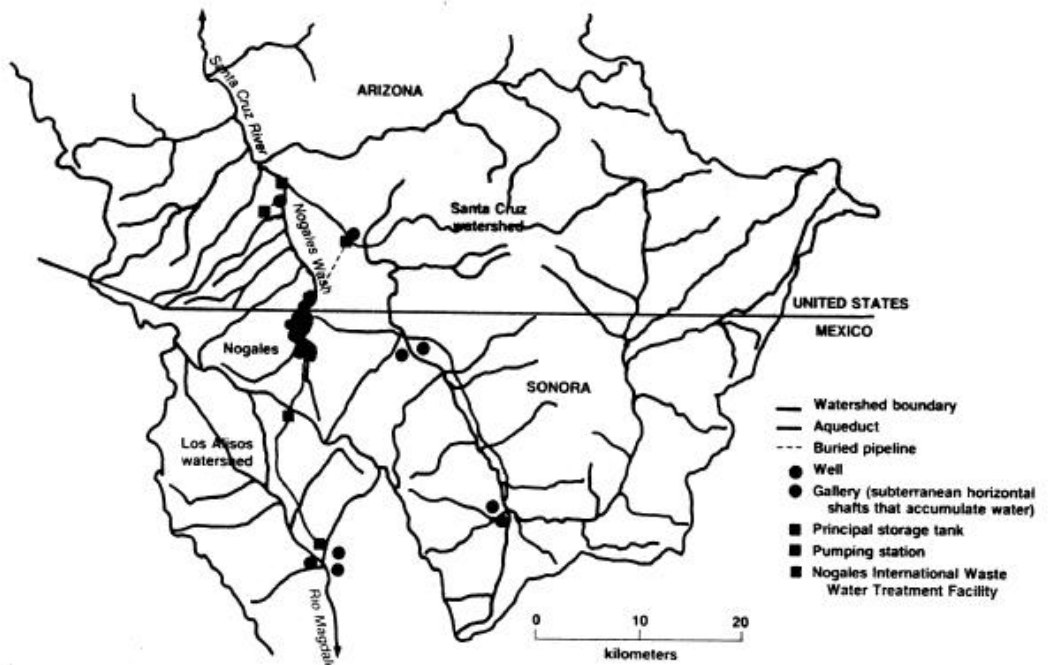 ARIZONA
Santa Cruz River
Nogales Wash
Santa Cruz
watershed
UNITED STATES
MEXICO
Nogales
SONORA
Los Alisos
watershed
Rio Magdale
Watershed boundary
Aqueduct
Buried pipeline
Well
Gallery (subterranean horizontal
shafts that accumulate water)
Principal storage tank
Pumping station
Nogales International Waste
Water Treatment Facility
0 10 20
kilometers